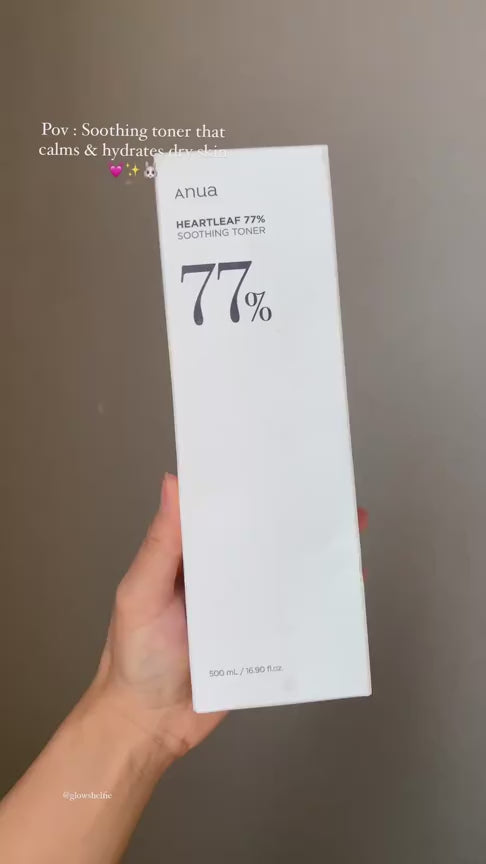 Pov : Soothing toner that
calms & hydrates dry skin
💗✨🐰
Anua
HEARTLEAF 77%
SOOTHING TONER
77%
500 mL / 16.90 fl.oz.
@glowshelfie